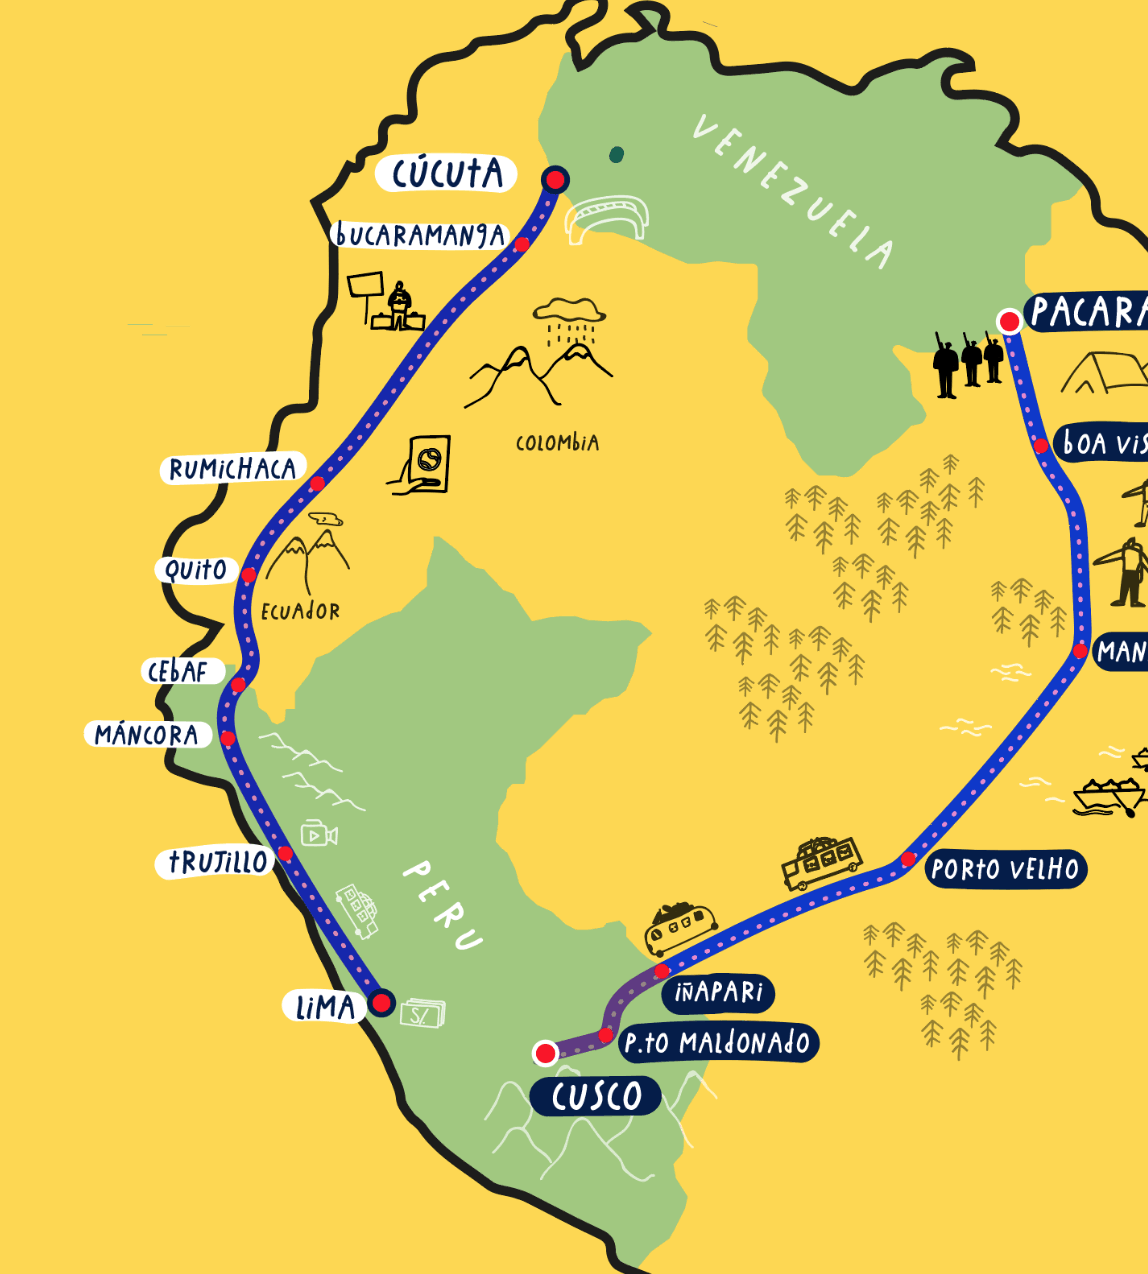 VENEZUELA
CÚCUTA
BUCARAMANGA
PACARA
COLOMBIA
BOA VIS
RUMICHACA
QUITO
ECUADOR
CEBAF
MAN
MÁNCORA
TRUJILLO
PORTO VELHO
PERU
IÑAPARI
LIMA
S/.
P.TO MALDONADO
CUSCO